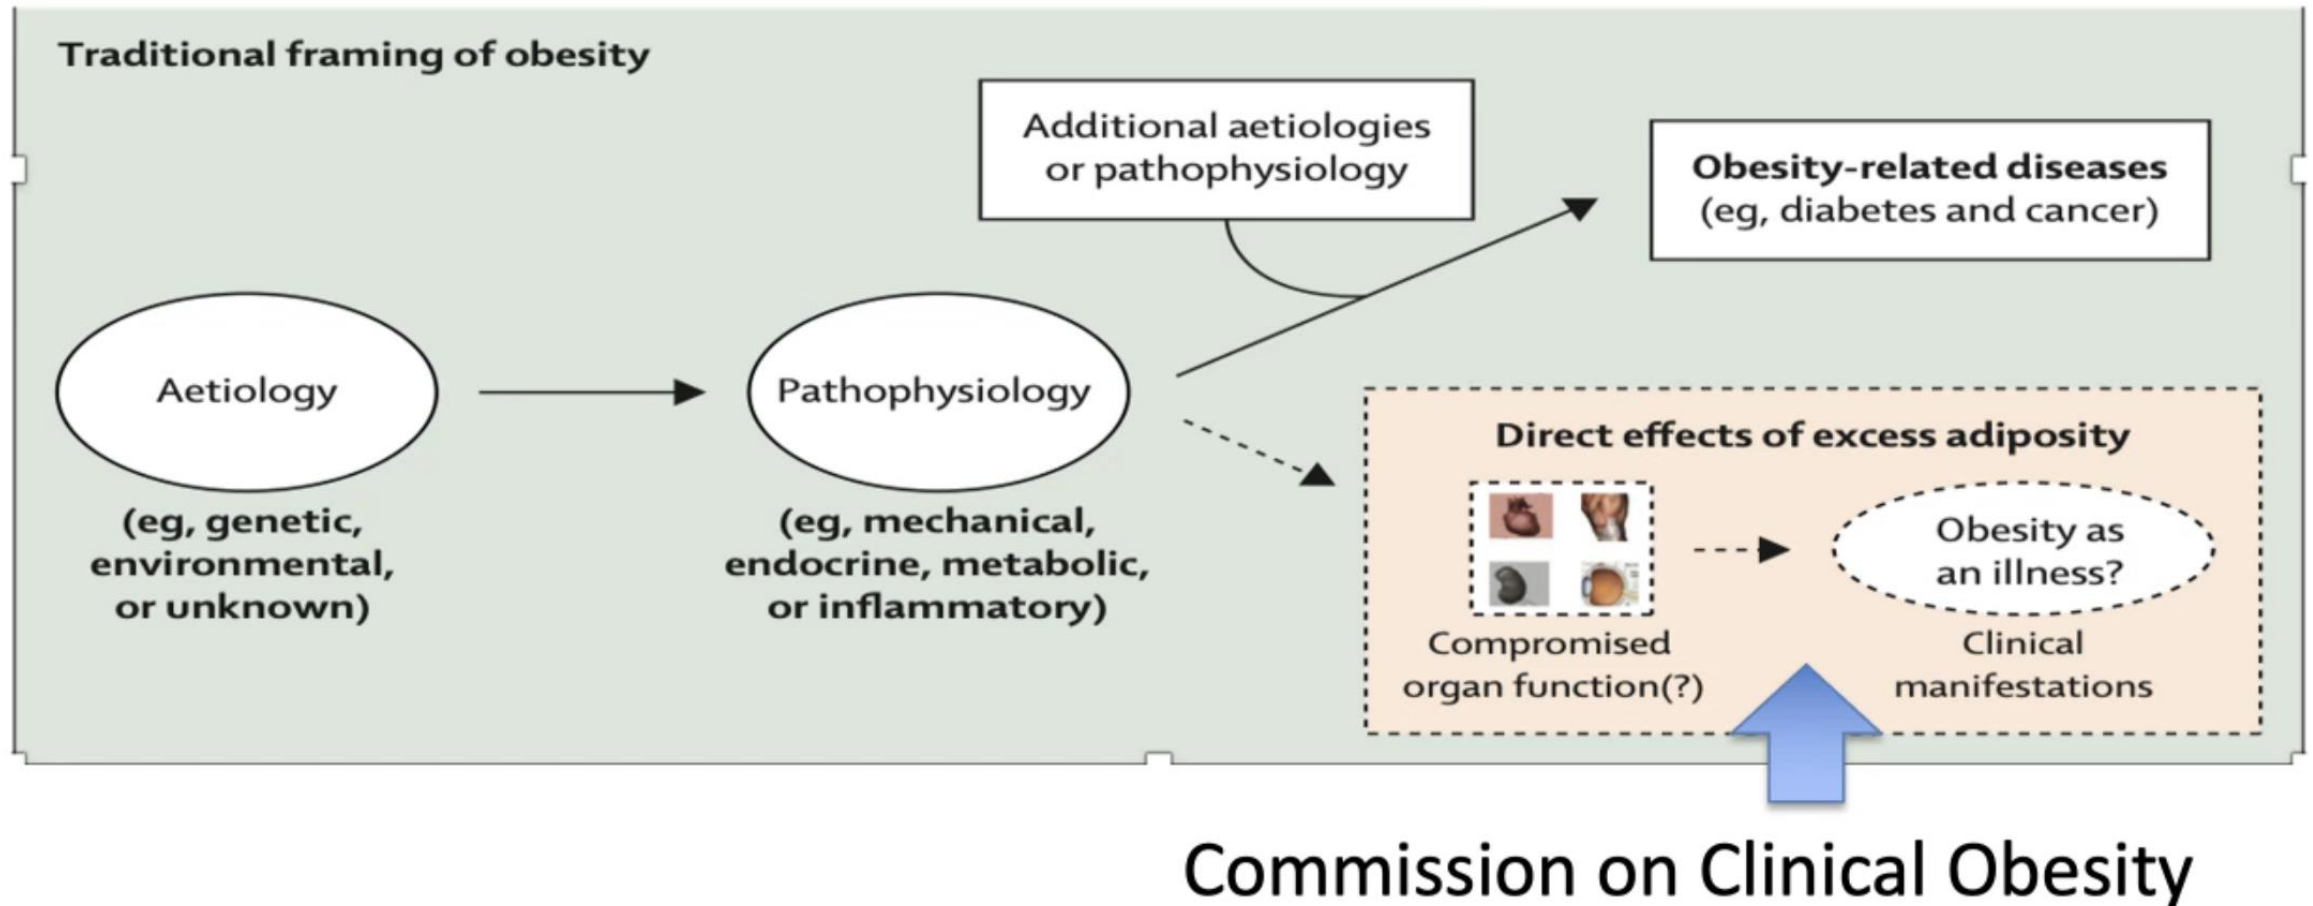 Traditional framing of obesity
Additional aetiologies
or pathophysiology
Obesity-related diseases
(eg, diabetes and cancer)
Aetiology
(eg, genetic,
environmental,
or unknown)
Pathophysiology
(eg, mechanical,
endocrine, metabolic,
or inflammatory)
Direct effects of excess adiposity
Compromised
organ function(?)
Obesity as
an illness?
Clinical
manifestations
Commission on Clinical Obesity